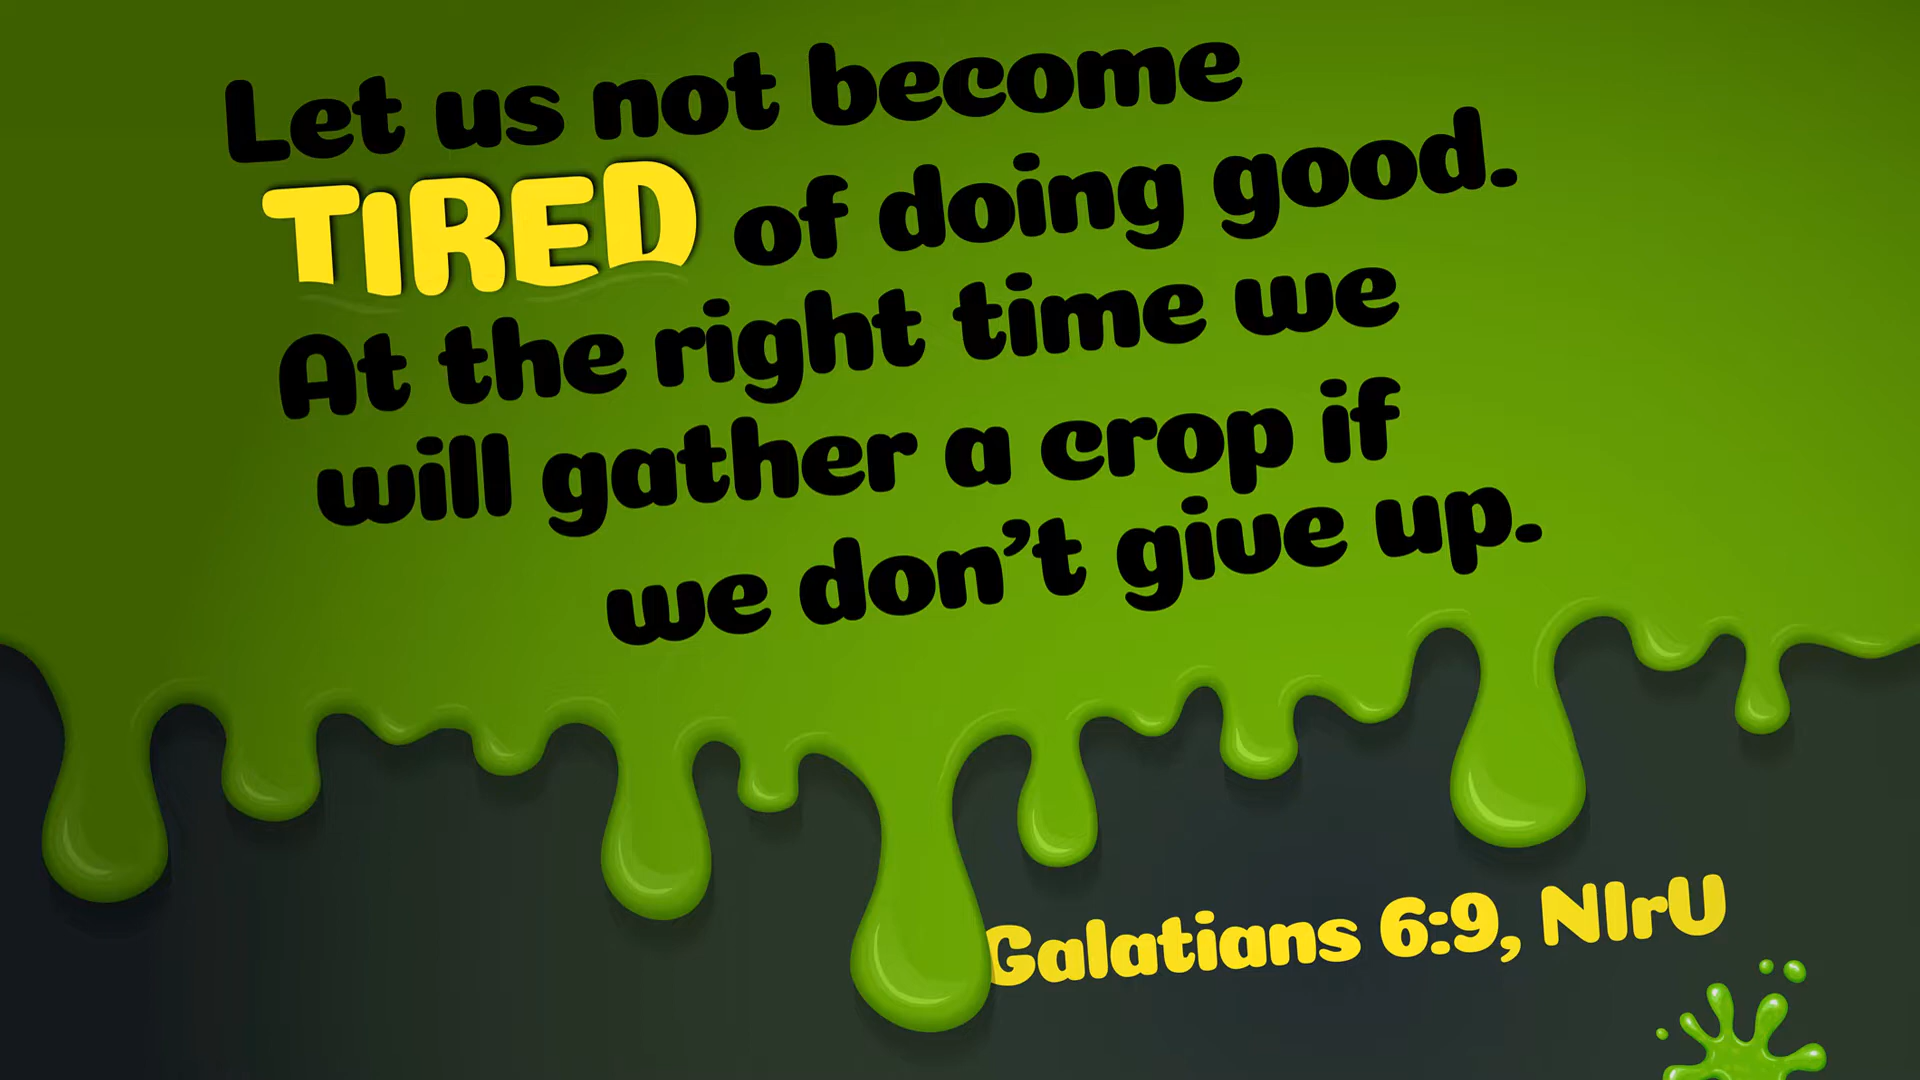 Let us not become
TIRED of doing good.
At the right time we
will gather a crop if
we don’t give up.
Galatians 6:9, NIrU